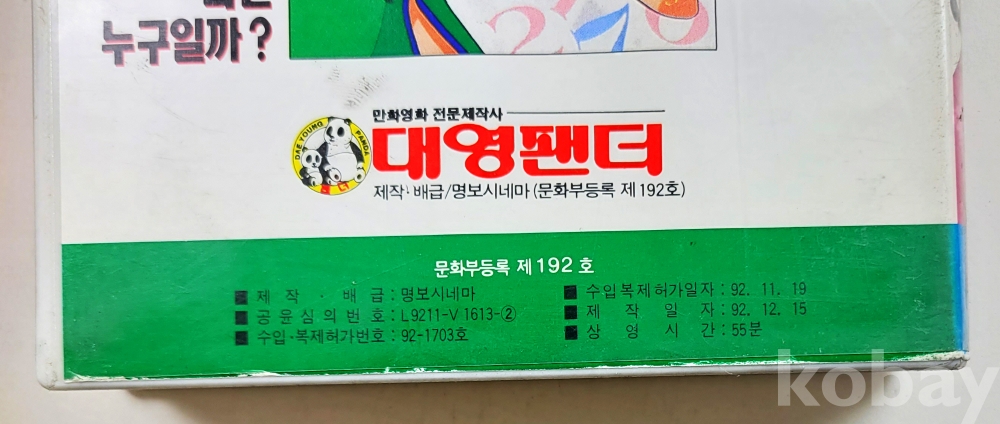 누구일까?
만화영화 전문제작사
DAE YOUNG PANDA
대영팬더
제작·배급/명보시네마 (문화부등록 제192호)
문화부등록 제192호
■ 제작·배급 : 명보시네마
■ 공윤심의번호 : L9211-V1613-②
■ 수입·복제허가번호 : 92-1703호
■ 수입복제허가일자 : 92. 11. 19
■ 제작일자 : 92. 12. 15
■ 상영시간 : 55분
kobay